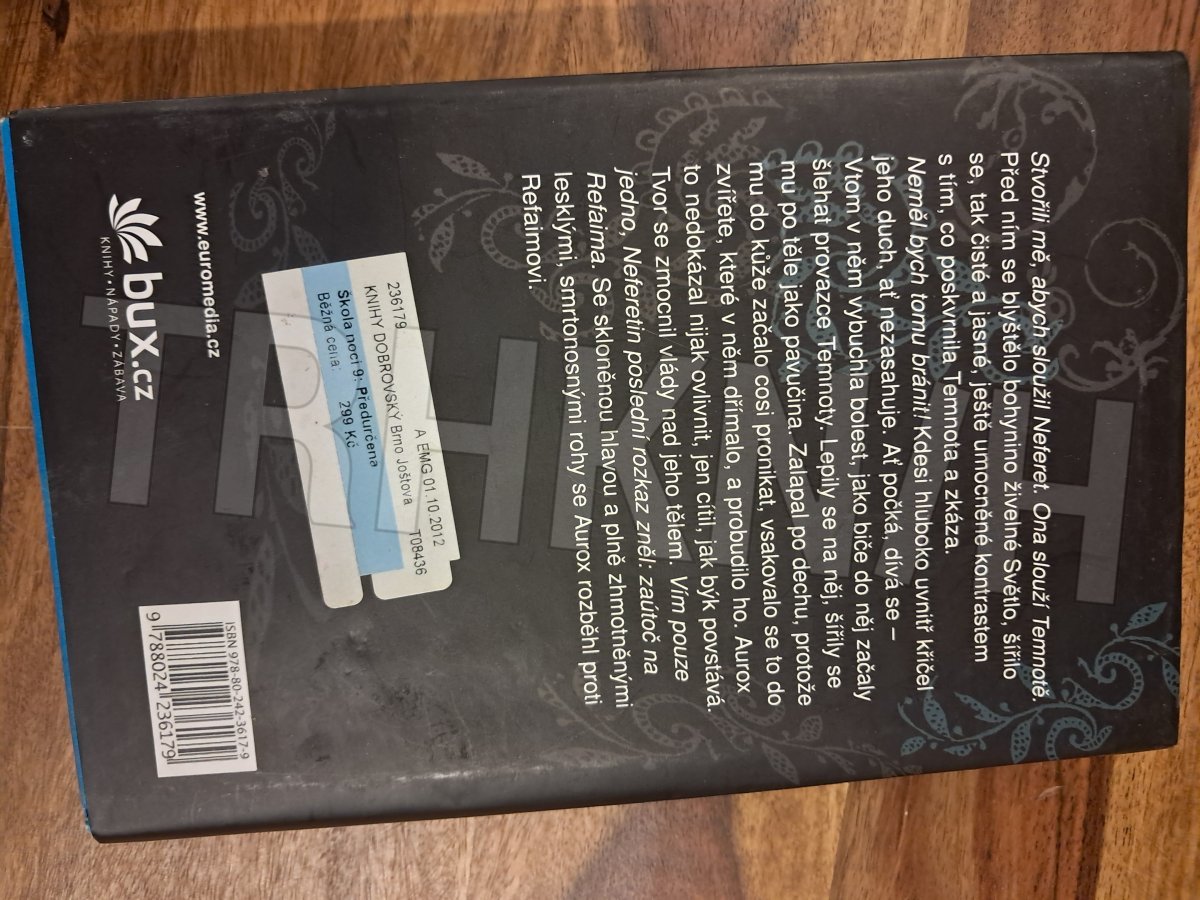 Stvořili mě, abych sloužil Neferet. Ona slouží Temnotě.
Před ním se blyštělo bohynino živelné Světlo, šířilo
se, tak čisté a jasné, ještě umocněné kontrastem
s tím, co poskvrnila Temnota a zkáza.
Neměl bych tomu bránit! Kdesi hluboko uvnitř křičel
jeho duch, ať nezasahuje. Ať počká, dívá se –
Vtom v něm vybuchla bolest, jako biče do něj začaly
šlehat provazce Temnoty. Lepily se na něj, šířily se
mu po těle jako pavučina. Zalapal po dechu, protože
mu do kůže začalo cosi pronikat, vsakovalo se to do
zvířete, které v něm dřímalo, a probudilo ho. Aurox
to nedokázal nijak ovlivnit, jen cítil, jak býk povstává.
Tvor se zmocnil vlády nad jeho tělem. Vím pouze
jedno, Neferetin poslední rozkaz zněl: zaútoč na
Refaima. Se skloněnou hlavou a plně zhmotněnými
lesklými, smrtonosnými rohy se Aurox rozběhl proti
Refaimovi.
236179 A EMG 01.10.2012 T08436
KNIHY DOBROVSKÝ Brno Joštova
Škola noci 9: Předurčena
Běžná cena: 299 Kč
www.euromedia.cz
bux.cz
KNIHY·NÁPADY·ZÁBAVA
ISBN 978-80-242-3617-9
9 788024 236179
TRHKNIH